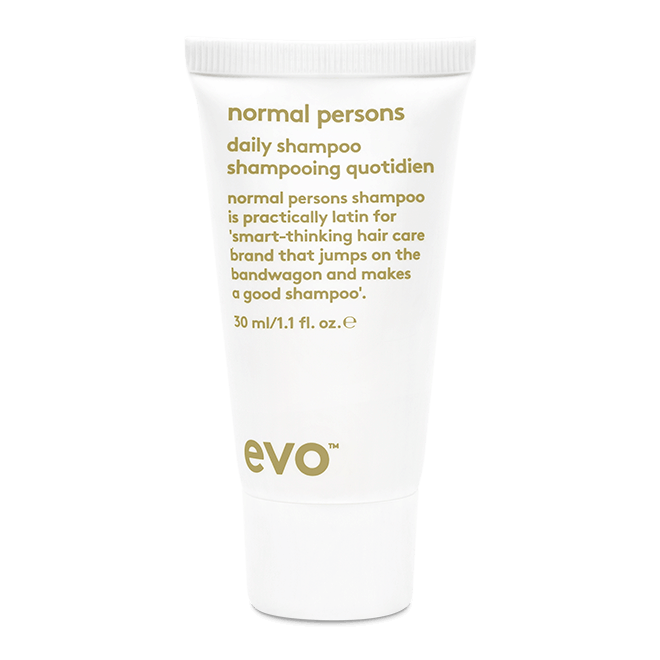 normal persons
daily shampoo
shampooing quotidien
normal persons shampoo
is practically latin for
'smart-thinking hair care
brand that jumps on the
bandwagon and makes
a good shampoo'.
30 ml/1.1 fl. oz.℮
evo™